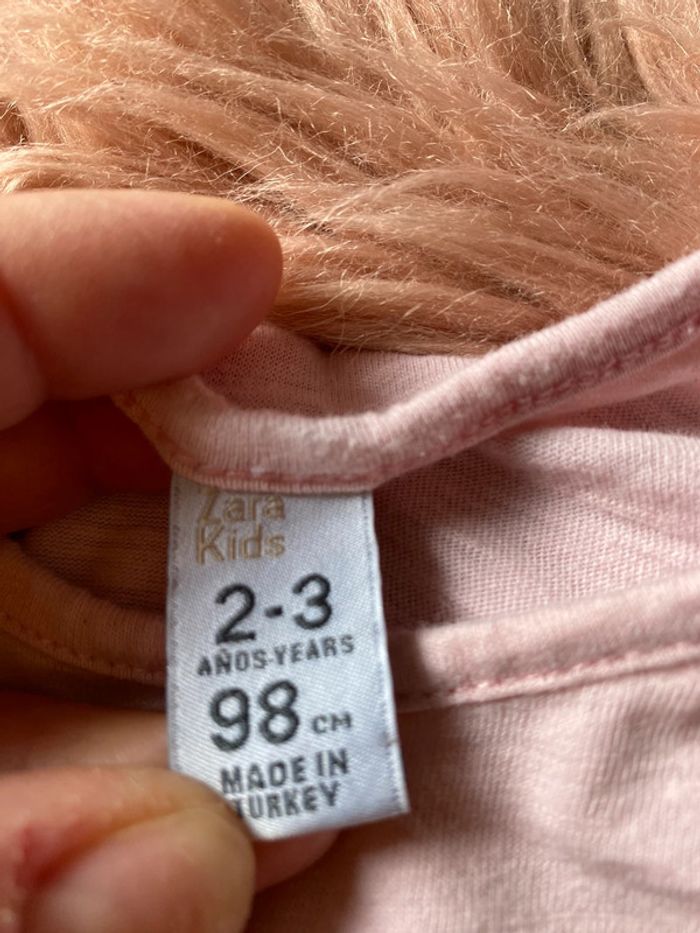 Zara
Kids
2-3
AÑOS-YEARS
98 CM
MADE IN
TURKEY